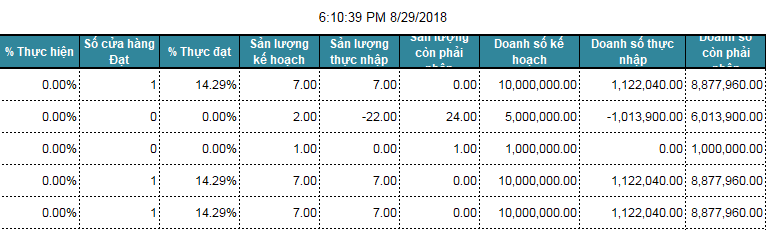 6:10:39 PM 8/29/2018
% Thực hiện
Số cửa hàng
Đạt
% Thực đạt
Sản lượng
kế hoạch
Sản lượng
thực nhập
Sản lượng
còn phải
Doanh số kế
hoạch
Doanh số thực
nhập
Doanh số
còn phải
0.00% 1 14.29% 7.00 7.00 0.00 10,000,000.00 1,122,040.00 8,877,960.00
0.00% 0 0.00% 2.00 -22.00 24.00 5,000,000.00 -1,013,900.00 6,013,900.00
0.00% 0 0.00% 1.00 0.00 1.00 1,000,000.00 0.00 1,000,000.00
0.00% 1 14.29% 7.00 7.00 0.00 10,000,000.00 1,122,040.00 8,877,960.00
0.00% 1 14.29% 7.00 7.00 0.00 10,000,000.00 1,122,040.00 8,877,960.00